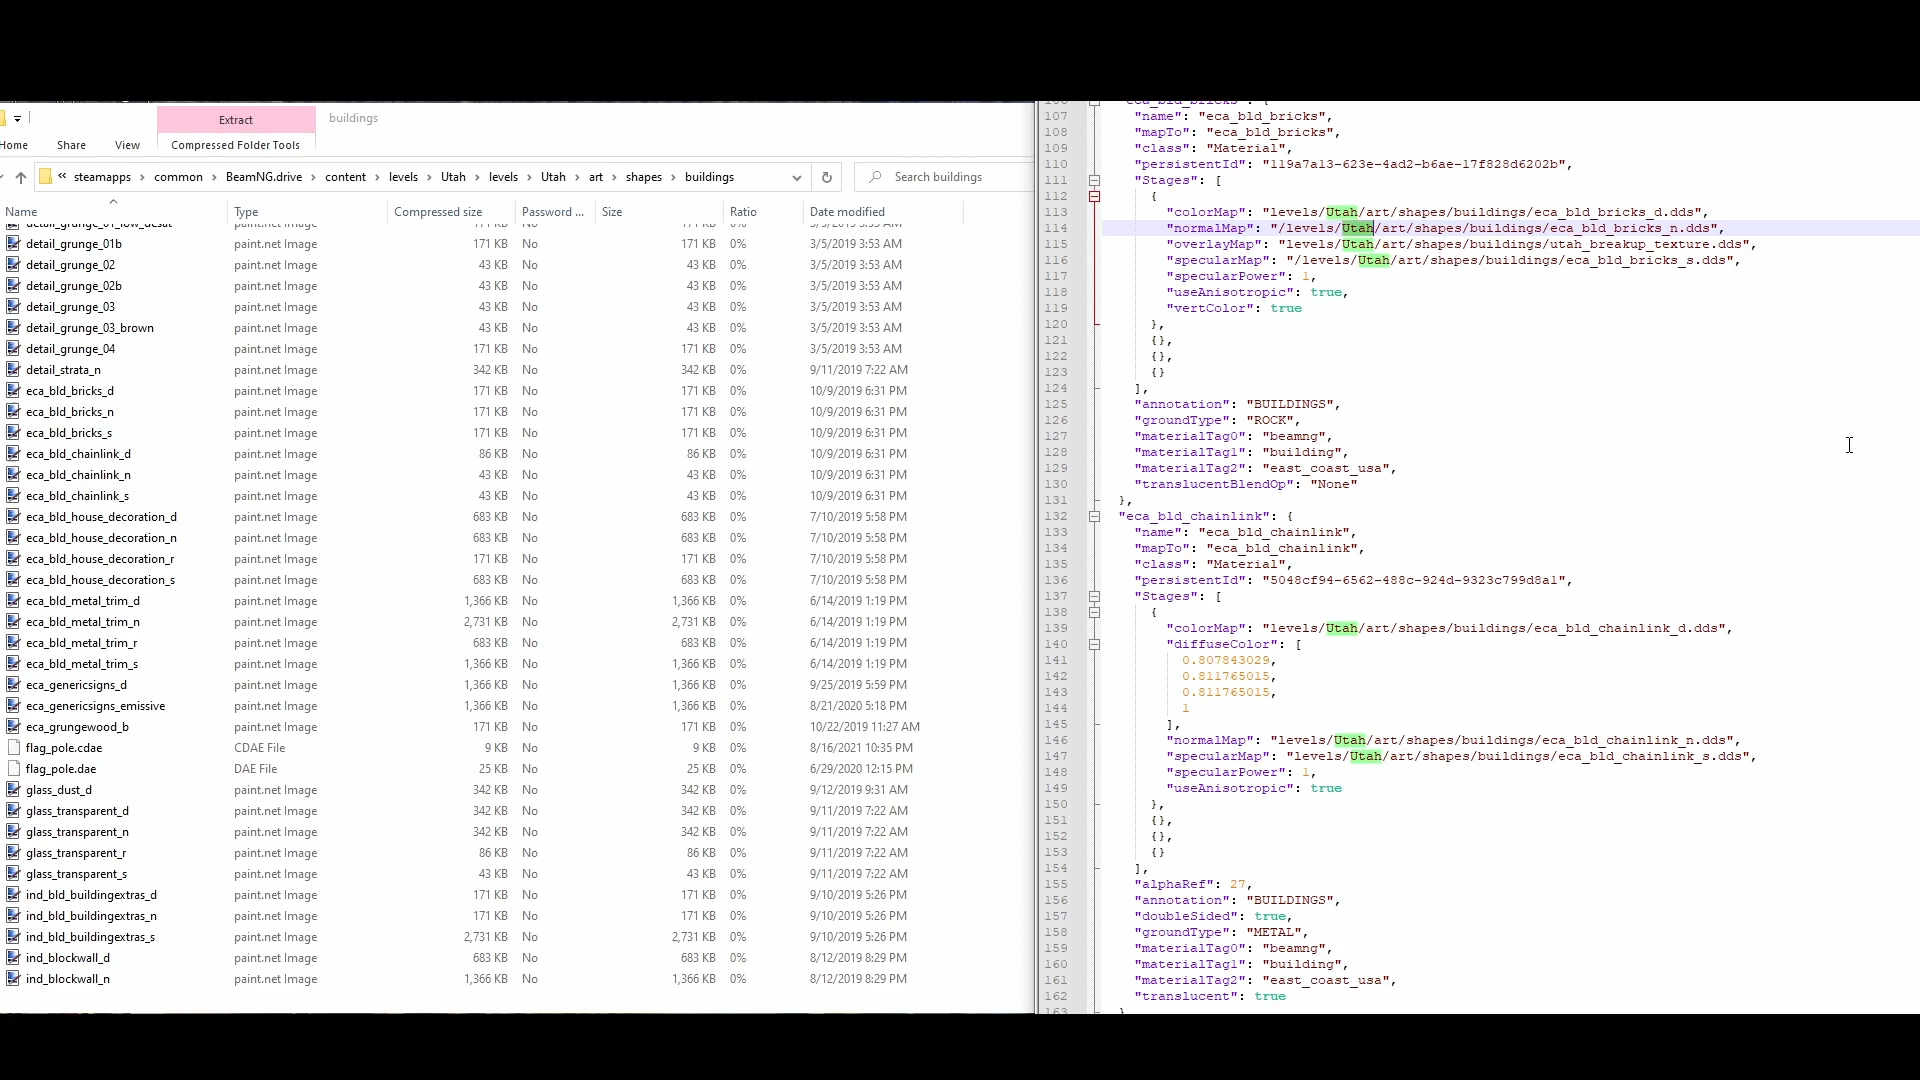 Extract
buildings
Home
Share
View
Compressed Folder Tools
« steamapps › common › BeamNG.drive › content › levels › Utah › levels › Utah › art › shapes › buildings
Search buildings
Name Type Compressed size Password ... Size Ratio Date modified
detail_grunge_01_low_desat paint.net Image 171 KB No 171 KB 0% 3/5/2019 3:53 AM
detail_grunge_01b paint.net Image 171 KB No 171 KB 0% 3/5/2019 3:53 AM
detail_grunge_02 paint.net Image 43 KB No 43 KB 0% 3/5/2019 3:53 AM
detail_grunge_02b paint.net Image 43 KB No 43 KB 0% 3/5/2019 3:53 AM
detail_grunge_03 paint.net Image 43 KB No 43 KB 0% 3/5/2019 3:53 AM
detail_grunge_03_brown paint.net Image 43 KB No 43 KB 0% 3/5/2019 3:53 AM
detail_grunge_04 paint.net Image 171 KB No 171 KB 0% 3/5/2019 3:53 AM
detail_strata_n paint.net Image 342 KB No 342 KB 0% 9/11/2019 7:22 AM
eca_bld_bricks_d paint.net Image 171 KB No 171 KB 0% 10/9/2019 6:31 PM
eca_bld_bricks_n paint.net Image 171 KB No 171 KB 0% 10/9/2019 6:31 PM
eca_bld_bricks_s paint.net Image 171 KB No 171 KB 0% 10/9/2019 6:31 PM
eca_bld_chainlink_d paint.net Image 86 KB No 86 KB 0% 10/9/2019 6:31 PM
eca_bld_chainlink_n paint.net Image 43 KB No 43 KB 0% 10/9/2019 6:31 PM
eca_bld_chainlink_s paint.net Image 43 KB No 43 KB 0% 10/9/2019 6:31 PM
eca_bld_house_decoration_d paint.net Image 683 KB No 683 KB 0% 7/10/2019 5:58 PM
eca_bld_house_decoration_n paint.net Image 683 KB No 683 KB 0% 7/10/2019 5:58 PM
eca_bld_house_decoration_r paint.net Image 171 KB No 171 KB 0% 7/10/2019 5:58 PM
eca_bld_house_decoration_s paint.net Image 683 KB No 683 KB 0% 7/10/2019 5:58 PM
eca_bld_metal_trim_d paint.net Image 1,366 KB No 1,366 KB 0% 6/14/2019 1:19 PM
eca_bld_metal_trim_n paint.net Image 2,731 KB No 2,731 KB 0% 6/14/2019 1:19 PM
eca_bld_metal_trim_r paint.net Image 683 KB No 683 KB 0% 6/14/2019 1:19 PM
eca_bld_metal_trim_s paint.net Image 1,366 KB No 1,366 KB 0% 6/14/2019 1:19 PM
eca_genericsigns_d paint.net Image 1,366 KB No 1,366 KB 0% 9/25/2019 5:59 PM
eca_genericsigns_emissive paint.net Image 1,366 KB No 1,366 KB 0% 8/21/2020 5:18 PM
eca_grungewood_b paint.net Image 171 KB No 171 KB 0% 10/22/2019 11:27 AM
flag_pole.cdae CDAE File 9 KB No 9 KB 0% 8/16/2021 10:35 PM
flag_pole.dae DAE File 25 KB No 25 KB 0% 6/29/2020 12:15 PM
glass_dust_d paint.net Image 342 KB No 342 KB 0% 9/12/2019 9:31 AM
glass_transparent_d paint.net Image 342 KB No 342 KB 0% 9/11/2019 7:22 AM
glass_transparent_n paint.net Image 342 KB No 342 KB 0% 9/11/2019 7:22 AM
glass_transparent_r paint.net Image 86 KB No 86 KB 0% 9/11/2019 7:22 AM
glass_transparent_s paint.net Image 43 KB No 43 KB 0% 9/11/2019 7:22 AM
ind_bld_buildingextras_d paint.net Image 171 KB No 171 KB 0% 9/10/2019 5:26 PM
ind_bld_buildingextras_n paint.net Image 171 KB No 171 KB 0% 9/10/2019 5:26 PM
ind_bld_buildingextras_s paint.net Image 2,731 KB No 2,731 KB 0% 9/10/2019 5:26 PM
ind_blockwall_d paint.net Image 683 KB No 683 KB 0% 8/12/2019 8:29 PM
ind_blockwall_n paint.net Image 1,366 KB No 1,366 KB 0% 8/12/2019 8:29 PM
106 "eca_bld_bricks": {
107 "name": "eca_bld_bricks",
108 "mapTo": "eca_bld_bricks",
109 "class": "Material",
110 "persistentId": "119a7a13-623e-4ad2-b6ae-17f828d6202b",
111 "Stages": [
112 {
113 "colorMap": "levels/Utah/art/shapes/buildings/eca_bld_bricks_d.dds",
114 "normalMap": "/levels/Utah/art/shapes/buildings/eca_bld_bricks_n.dds",
115 "overlayMap": "levels/Utah/art/shapes/buildings/utah_breakup_texture.dds",
116 "specularMap": "/levels/Utah/art/shapes/buildings/eca_bld_bricks_s.dds",
117 "specularPower": 1,
118 "useAnisotropic": true,
119 "vertColor": true
120 },
121 {},
122 {},
123 {}
124 ],
125 "annotation": "BUILDINGS",
126 "groundType": "ROCK",
127 "materialTag0": "beamng",
128 "materialTag1": "building",
129 "materialTag2": "east_coast_usa",
130 "translucentBlendOp": "None"
131 },
132 "eca_bld_chainlink": {
133 "name": "eca_bld_chainlink",
134 "mapTo": "eca_bld_chainlink",
135 "class": "Material",
136 "persistentId": "5048cf94-6562-488c-924d-9323c799d8a1",
137 "Stages": [
138 {
139 "colorMap": "levels/Utah/art/shapes/buildings/eca_bld_chainlink_d.dds",
140 "diffuseColor": [
141 0.807843029,
142 0.811765015,
143 0.811765015,
144 1
145 ],
146 "normalMap": "levels/Utah/art/shapes/buildings/eca_bld_chainlink_n.dds",
147 "specularMap": "levels/Utah/art/shapes/buildings/eca_bld_chainlink_s.dds",
148 "specularPower": 1,
149 "useAnisotropic": true
150 },
151 {},
152 {},
153 {}
154 ],
155 "alphaRef": 27,
156 "annotation": "BUILDINGS",
157 "doubleSided": true,
158 "groundType": "METAL",
159 "materialTag0": "beamng",
160 "materialTag1": "building",
161 "materialTag2": "east_coast_usa",
162 "translucent": true
163 }